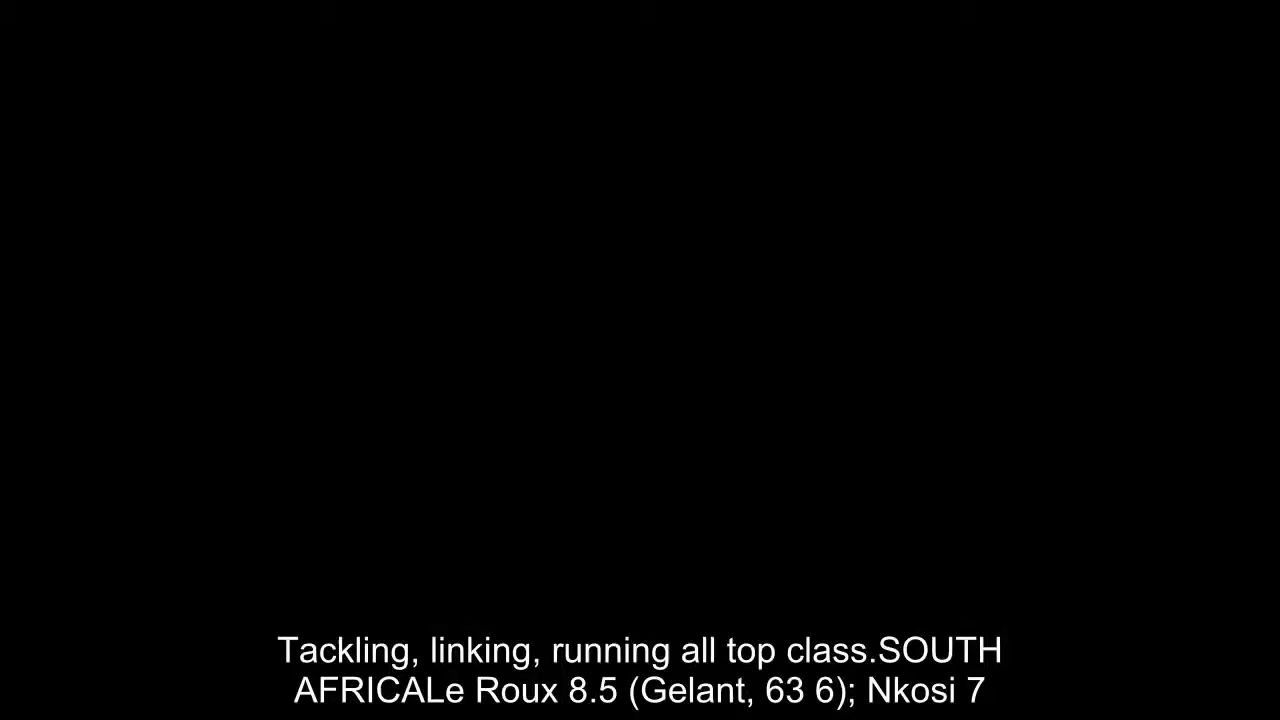 Tackling, linking, running all top class.SOUTH
AFRICALe Roux 8.5 (Gelant, 63 6); Nkosi 7